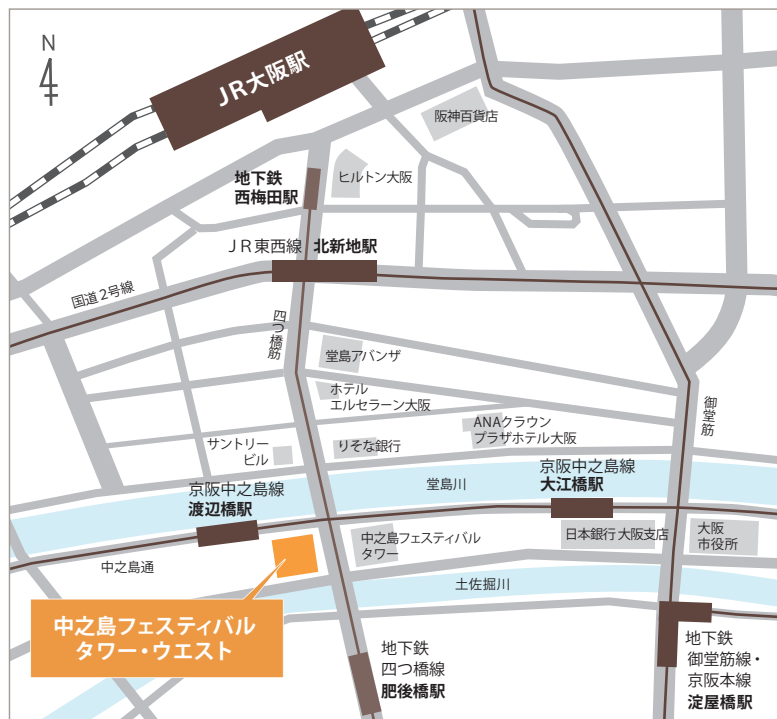 N
JR大阪駅
阪神百貨店
地下鉄
西梅田駅
ヒルトン大阪
JR東西線 北新地駅
国道2号線
四つ橋筋
堂島アバンザ
ホテル
エルセラーン大阪
御堂筋
ANAクラウン
プラザホテル大阪
サントリー
ビル
りそな銀行
京阪中之島線
渡辺橋駅
堂島川
京阪中之島線
大江橋駅
中之島フェスティバル
タワー
日本銀行 大阪支店
大阪
市役所
中之島通
土佐堀川
中之島フェスティバル
タワー・ウエスト
地下鉄
四つ橋線
肥後橋駅
地下鉄
御堂筋線・
京阪本線
淀屋橋駅